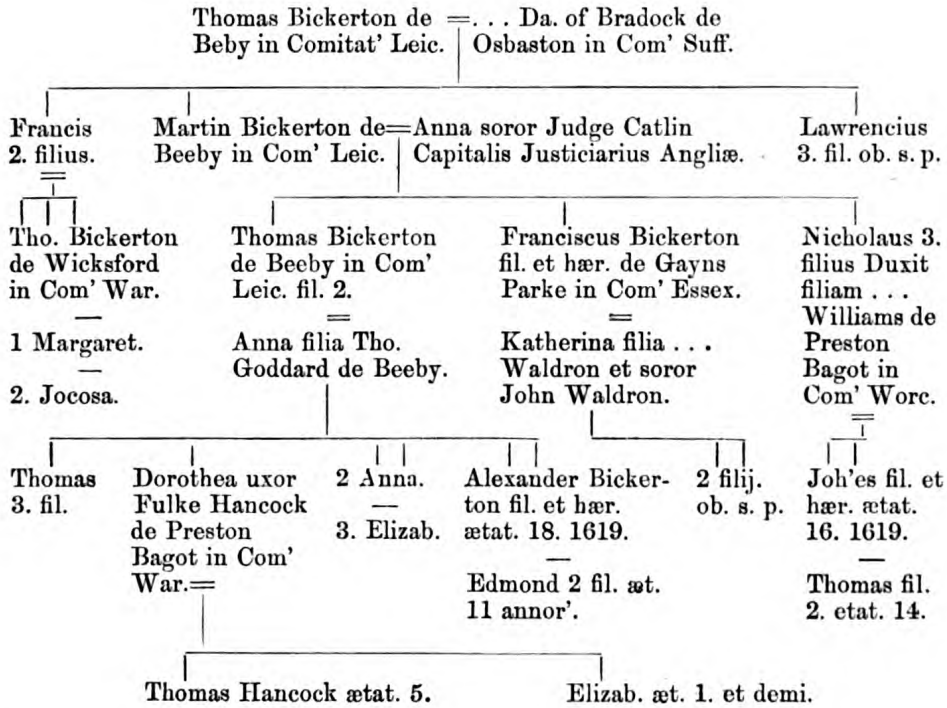 Thomas Bickerton de =. . . Da. of Bradock de
Beby in Comitat' Leic. Osbaston in Com' Suff.
Francis
2. filius.
=
Martin Bickerton de=Anna soror Judge Catlin
Beeby in Com' Leic. Capitalis Justiciarius Angliæ.
Lawrencius
3. fil. ob. s. p.
Tho. Bickerton
de Wicksford
in Com' War.
—
1 Margaret.
—
2. Jocosa.
Thomas Bickerton
de Beeby in Com'
Leic. fil. 2.
=
Anna filia Tho.
Goddard de Beeby.
Franciscus Bickerton
fil. et hær. de Gayns
Parke in Com' Essex.
=
Katherina filia . . .
Waldron et soror
John Waldron.
Nicholaus 3.
filius Duxit
filiam . . .
Williams de
Preston
Bagot in
Com' Worc.
=
Thomas
3. fil.
Dorothea uxor
Fulke Hancock
de Preston
Bagot in Com'
War.=
2 Anna.
—
3. Elizab.
Alexander Bicker-
ton fil. et hær.
ætat. 18. 1619.
—
Edmond 2 fil. æt.
11 annor'.
2 filij.
ob. s. p.
Joh'es fil. et
hær. ætat.
16. 1619.
—
Thomas fil.
2. etat. 14.
Thomas Hancock ætat. 5.
Elizab. æt. 1. et demi.